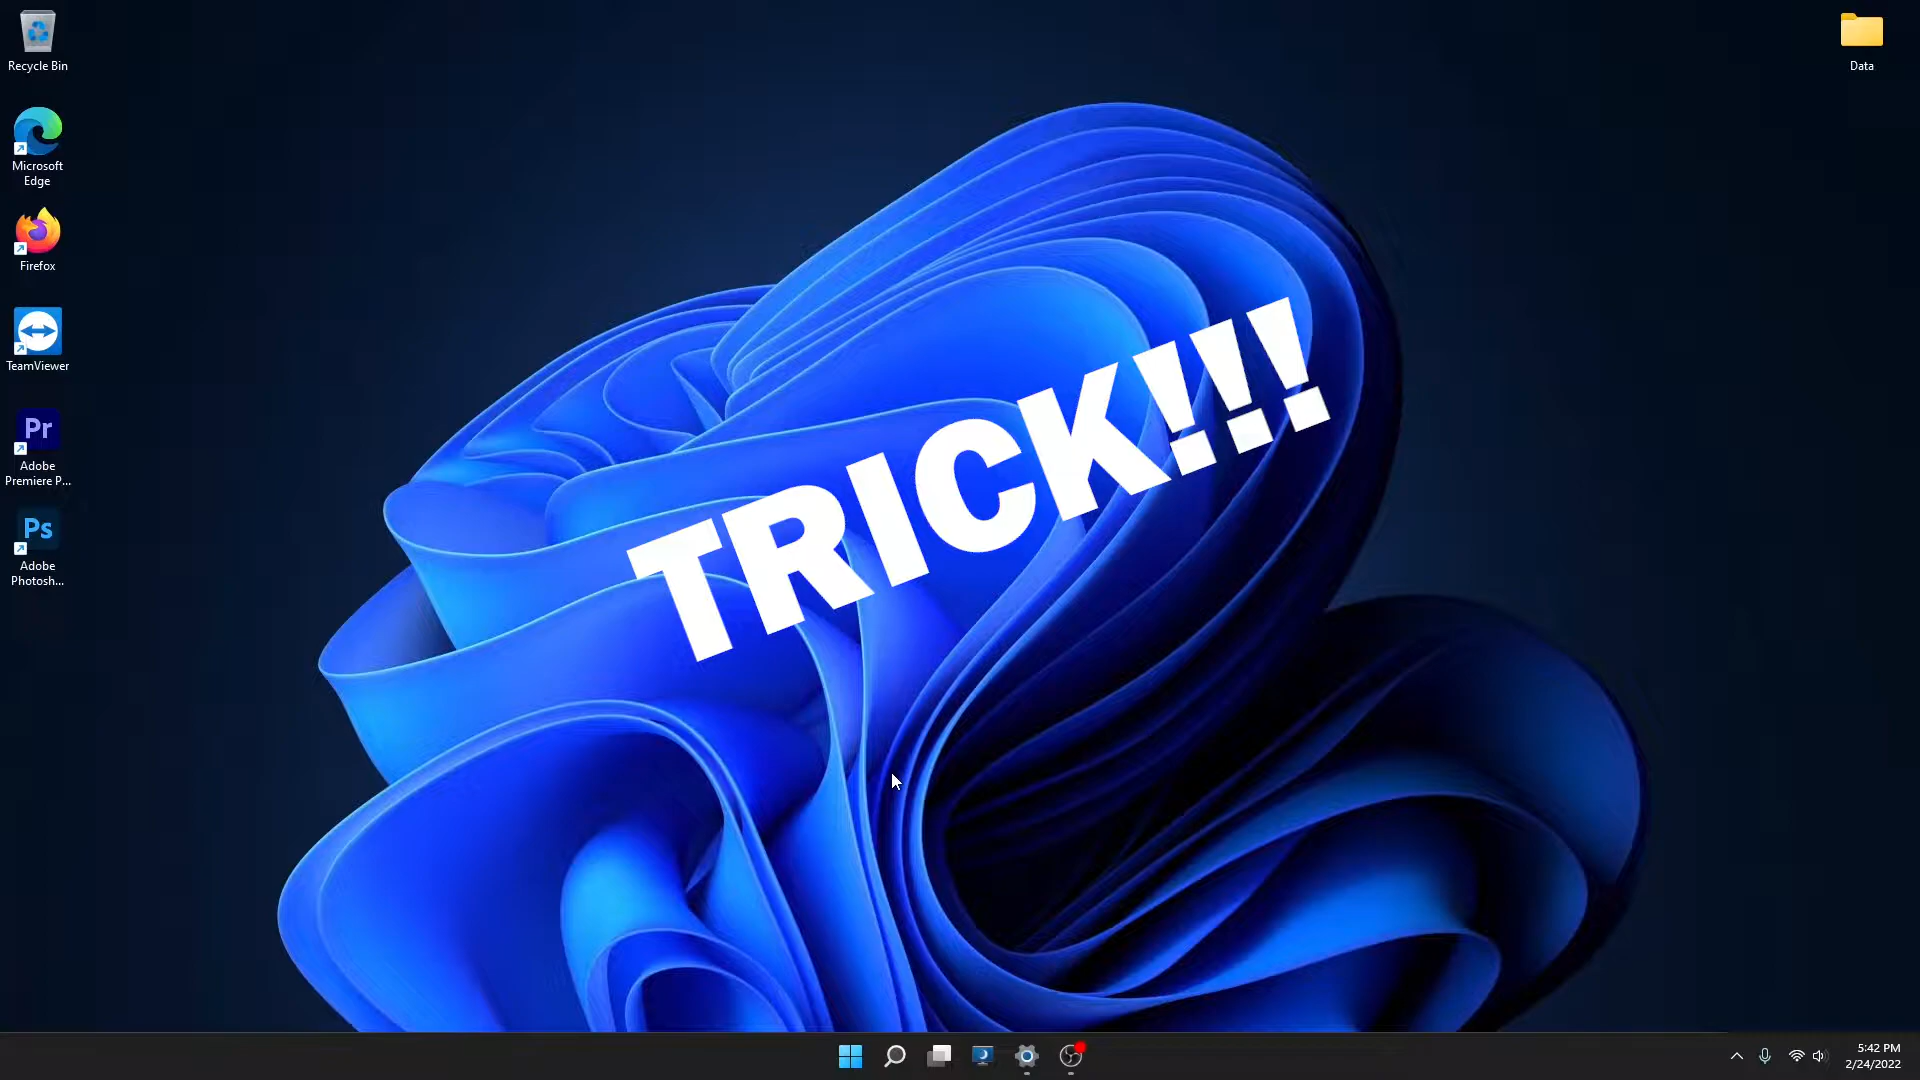 Recycle Bin
Data
Microsoft
Edge
Firefox
TeamViewer
Pr
Adobe
Premiere P...
Ps
Adobe
Photosh...
TRICK!!!
5:42 PM
2/24/2022